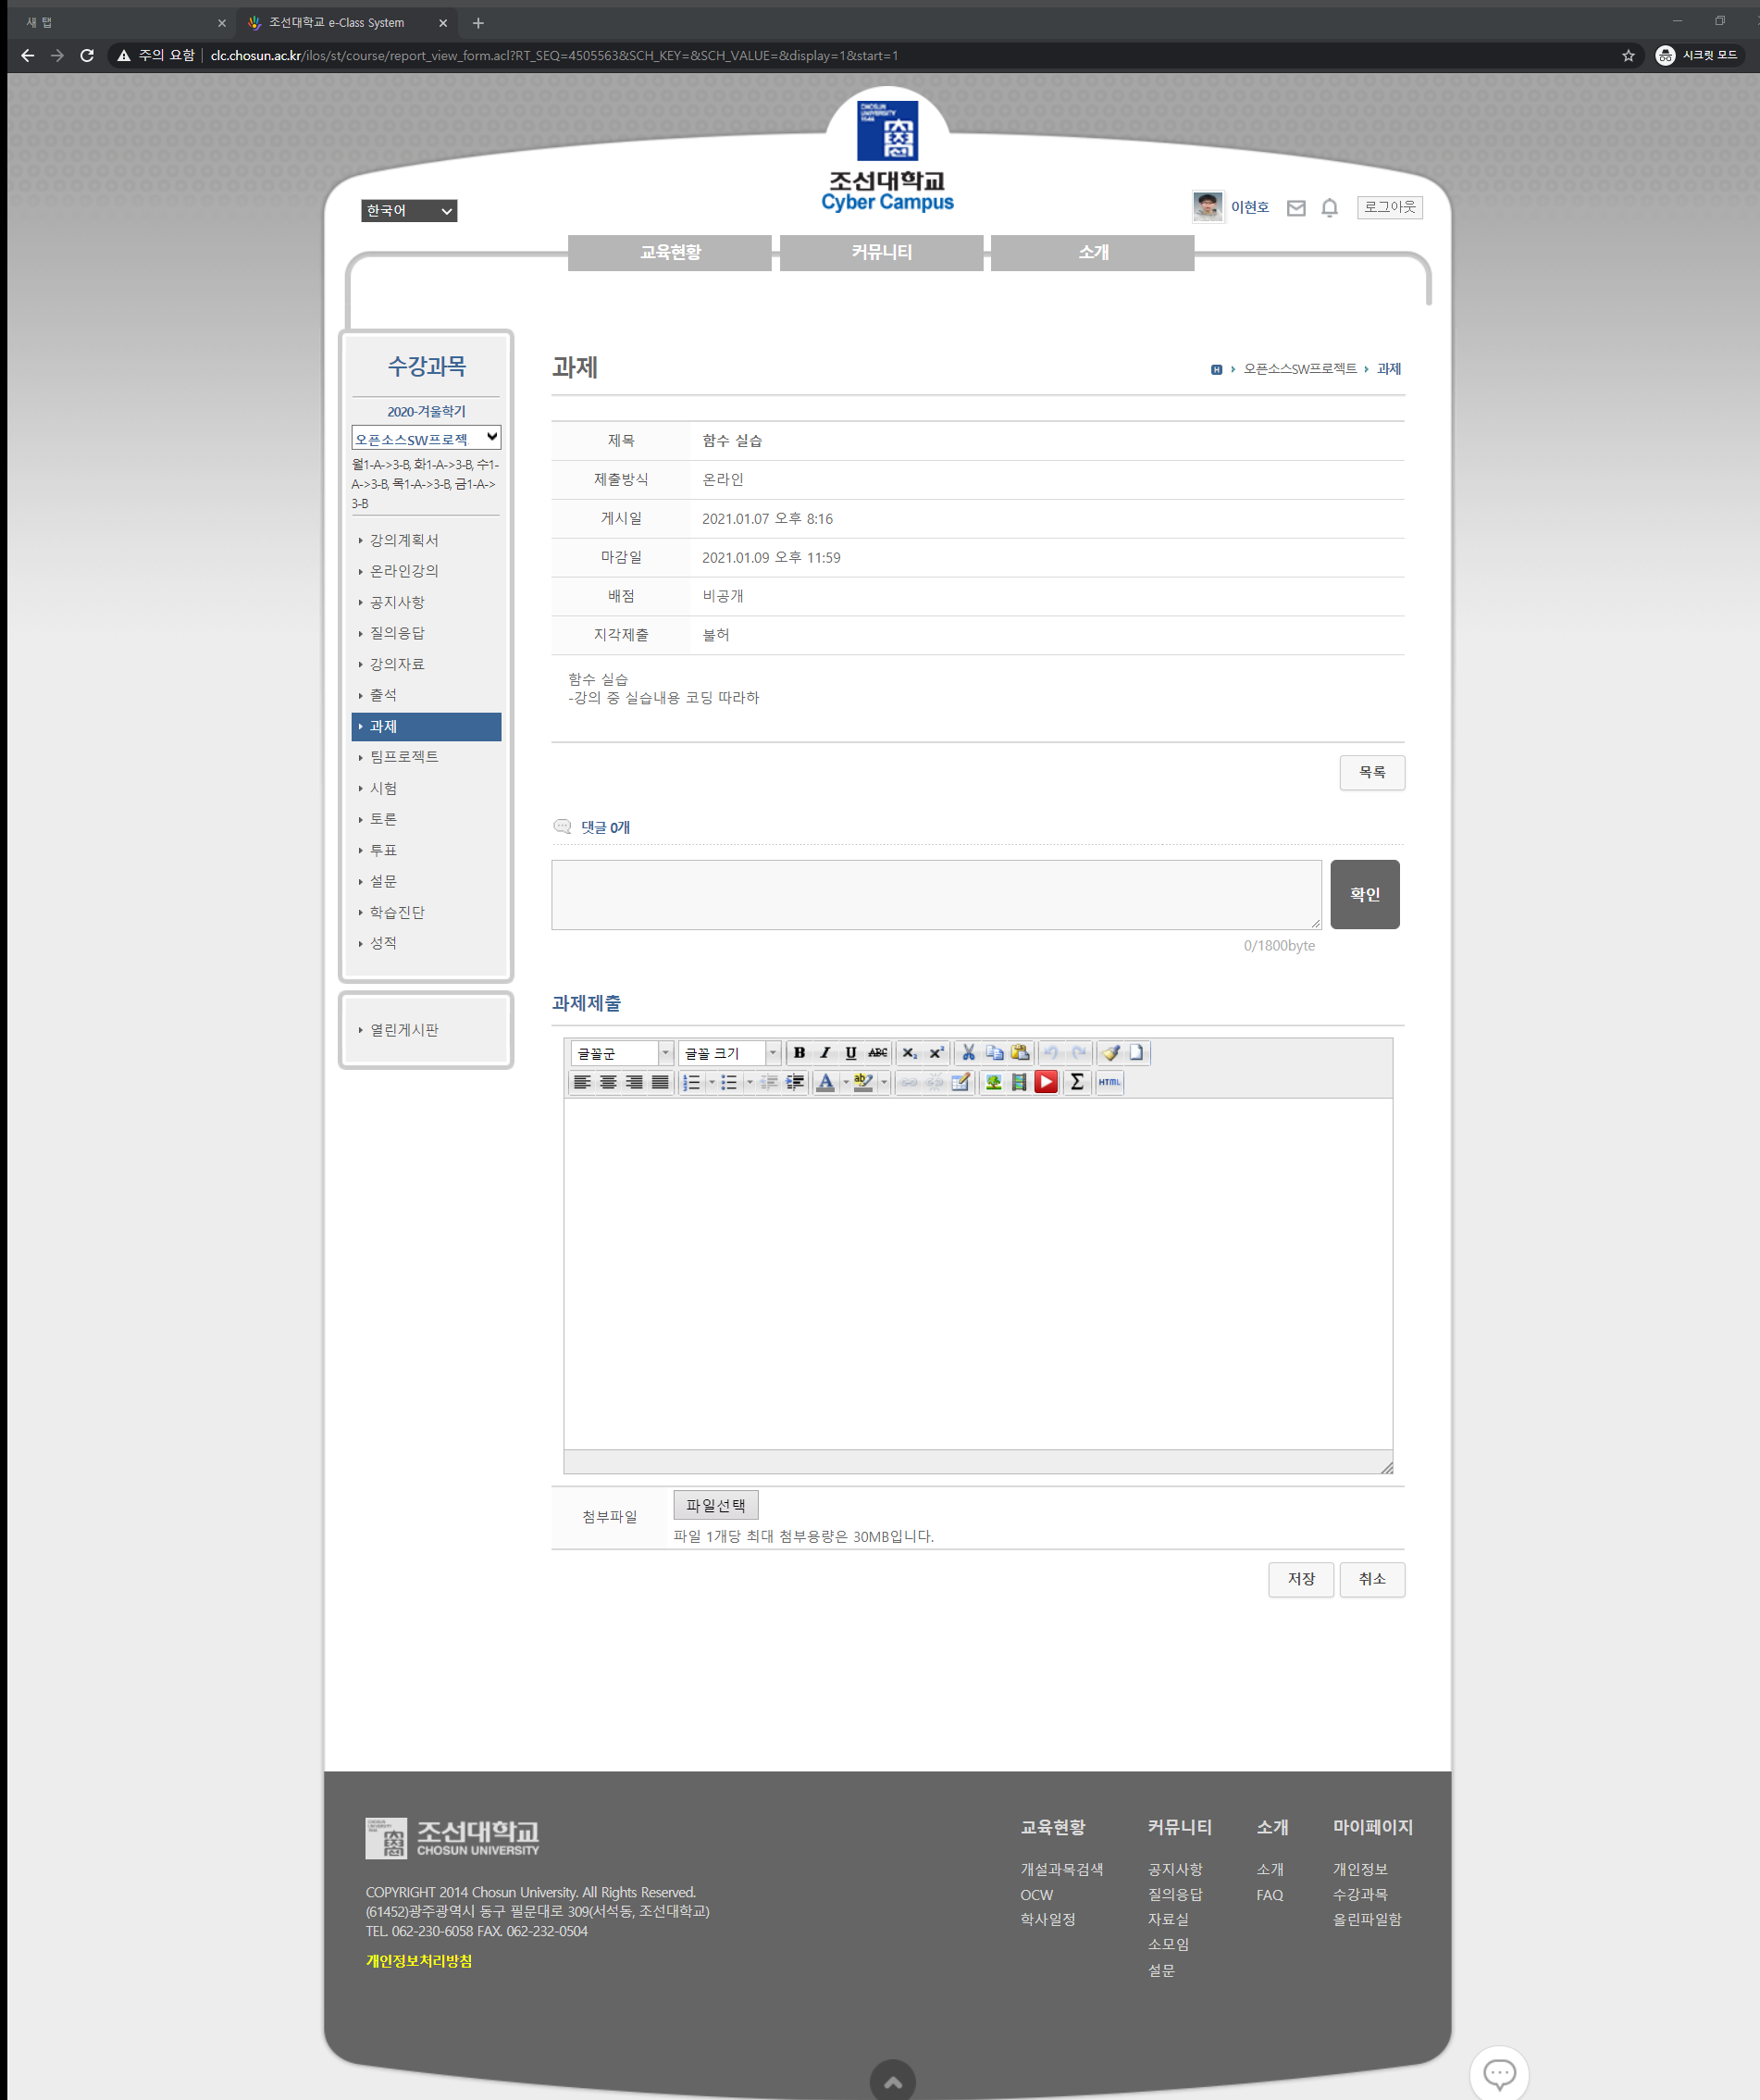 새 탭
조선대학교 e-Class System
주의 요함
clc.chosun.ac.kr/ilos/st/course/report_view_form.acl?RT_SEQ=4505563&SCH_KEY=&SCH_VALUE=&display=1&start=1
시크릿 모드
CHOSUN
UNIVERSITY
1946
조선대학교
Cyber Campus
한국어
이현호
로그아웃
교육현황
커뮤니티
소개
수강과목
2020-겨울학기
오픈소스SW프로젝
월1-A->3-B, 화1-A->3-B, 수1-
A->3-B, 목1-A->3-B, 금1-A->
3-B
강의계획서
온라인강의
공지사항
질의응답
강의자료
출석
과제
팀프로젝트
시험
토론
투표
설문
학습진단
성적
열린게시판
과제
H 오픈소스SW프로젝트 과제
제목 함수 실습
제출방식 온라인
게시일 2021.01.07 오후 8:16
마감일 2021.01.09 오후 11:59
배점 비공개
지각제출 불허
함수 실습
-강의 중 실습내용 코딩 따라하
목록
댓글 0개
확인
0/1800byte
과제제출
글꼴군 글꼴 크기 B I U ABC X₂ X²
A ab Σ HTML
첨부파일
파일선택
파일 1개당 최대 첨부용량은 30MB입니다.
저장
취소
조선대학교
CHOSUN UNIVERSITY
COPYRIGHT 2014 Chosun University. All Rights Reserved.
(61452)광주광역시 동구 필문대로 309(서석동, 조선대학교)
TEL. 062-230-6058 FAX. 062-232-0504
개인정보처리방침
교육현황
개설과목검색
OCW
학사일정
커뮤니티
공지사항
질의응답
자료실
소모임
설문
소개
소개
FAQ
마이페이지
개인정보
수강과목
올린파일함